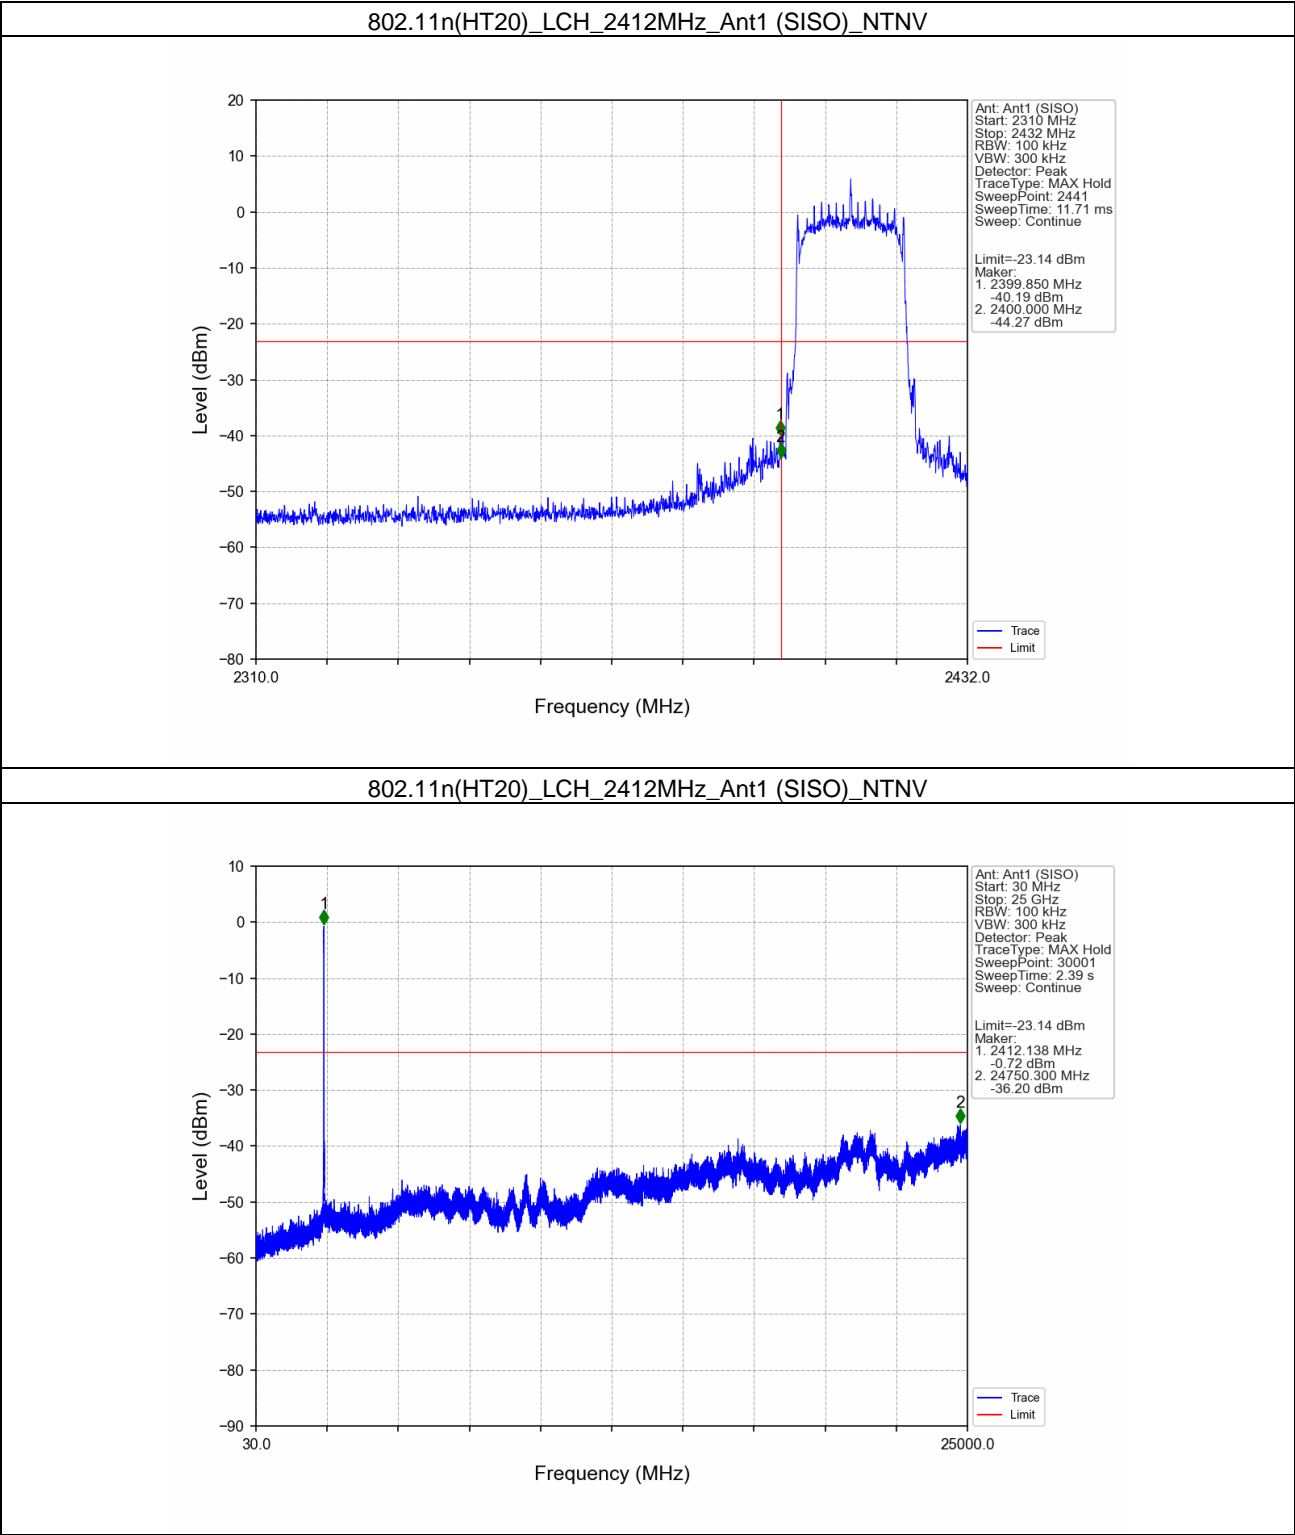 802.11n(HT20)_LCH_2412MHz_Ant1 (SISO)_NTNV
20
10
0
−10
−20
−30
−40
−50
−60
−70
−80
Level (dBm)
1
2
2310.0
2432.0
Frequency (MHz)
Ant: Ant1 (SISO)
Start: 2310 MHz
Stop: 2432 MHz
RBW: 100 kHz
VBW: 300 kHz
Detector: Peak
TraceType: MAX Hold
SweepPoint: 2441
SweepTime: 11.71 ms
Sweep: Continue
Limit=-23.14 dBm
Maker:
1. 2399.850 MHz
-40.19 dBm
2. 2400.000 MHz
-44.27 dBm
Trace
Limit
802.11n(HT20)_LCH_2412MHz_Ant1 (SISO)_NTNV
10
0
−10
−20
−30
−40
−50
−60
−70
−80
−90
Level (dBm)
1
2
30.0
25000.0
Frequency (MHz)
Ant: Ant1 (SISO)
Start: 30 MHz
Stop: 25 GHz
RBW: 100 kHz
VBW: 300 kHz
Detector: Peak
TraceType: MAX Hold
SweepPoint: 30001
SweepTime: 2.39 s
Sweep: Continue
Limit=-23.14 dBm
Maker:
1. 2412.138 MHz
-0.72 dBm
2. 24750.300 MHz
-36.20 dBm
Trace
Limit